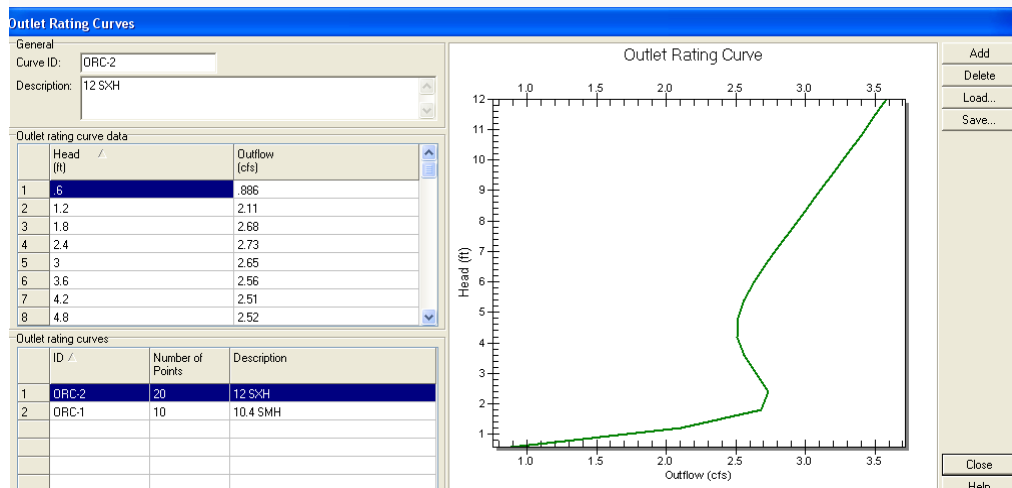 Outlet Rating Curves
General
Curve ID: ORC-2
Description: 12 SXH
Outlet rating curve data
Head (ft) Outflow (cfs)
1 .6 .886
2 1.2 2.11
3 1.8 2.68
4 2.4 2.73
5 3 2.65
6 3.6 2.56
7 4.2 2.51
8 4.8 2.52
Outlet rating curves
ID Number of Points Description
1 ORC-2 20 12 SXH
2 ORC-1 10 10.4 SMH
Outlet Rating Curve
1.0 1.5 2.0 2.5 3.0 3.5
12
11
10
9
8
7
6
5
4
3
2
1
Head (ft)
1.0 1.5 2.0 2.5 3.0 3.5
Outflow (cfs)
Add
Delete
Load...
Save...
Close
Help